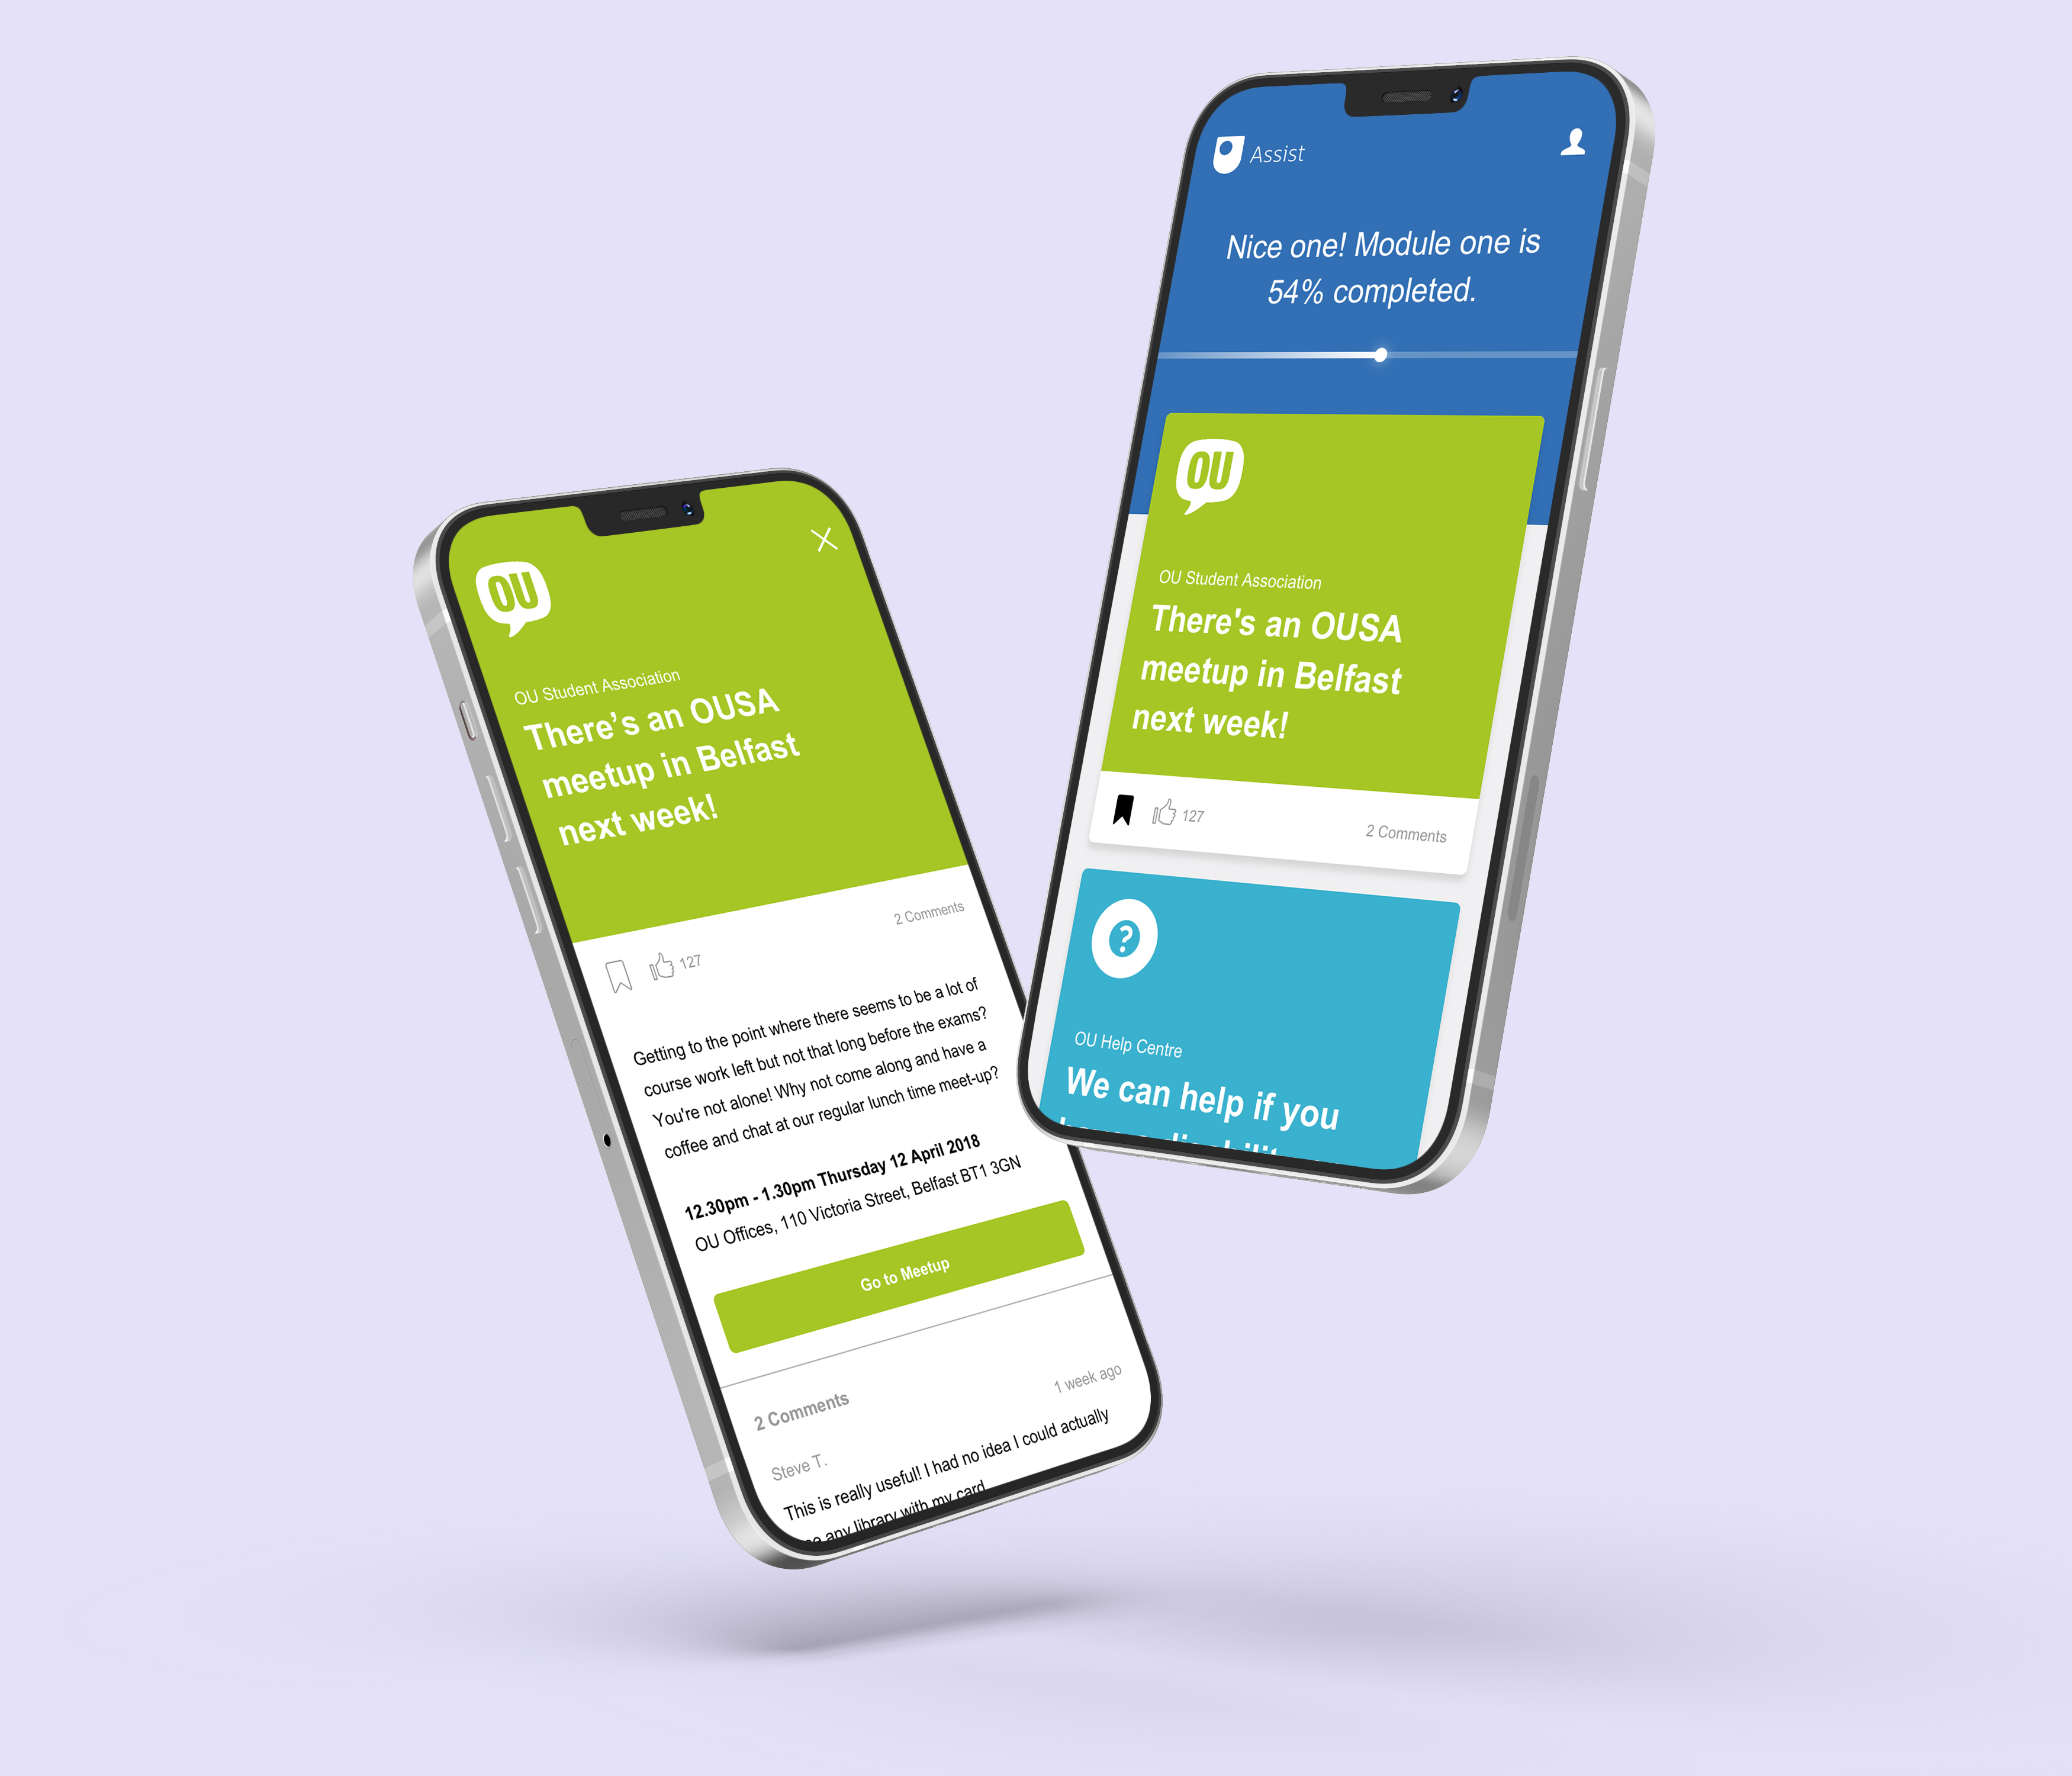 OU
OU Student Association
There’s an OUSA
meetup in Belfast
next week!
127
2 Comments
Getting to the point where there seems to be a lot of
course work left but not that long before the exams?
You're not alone! Why not come along and have a
coffee and chat at our regular lunch time meet-up?
12.30pm - 1.30pm Thursday 12 April 2018
OU Offices, 110 Victoria Street, Belfast BT1 3GN
Go to Meetup
2 Comments
1 week ago
Steve T.
This is really useful! I had no idea I could actually
any library with my card
Assist
Nice one! Module one is
54% completed.
OU
OU Student Association
There's an OUSA
meetup in Belfast
next week!
127
2 Comments
?
OU Help Centre
We can help if you